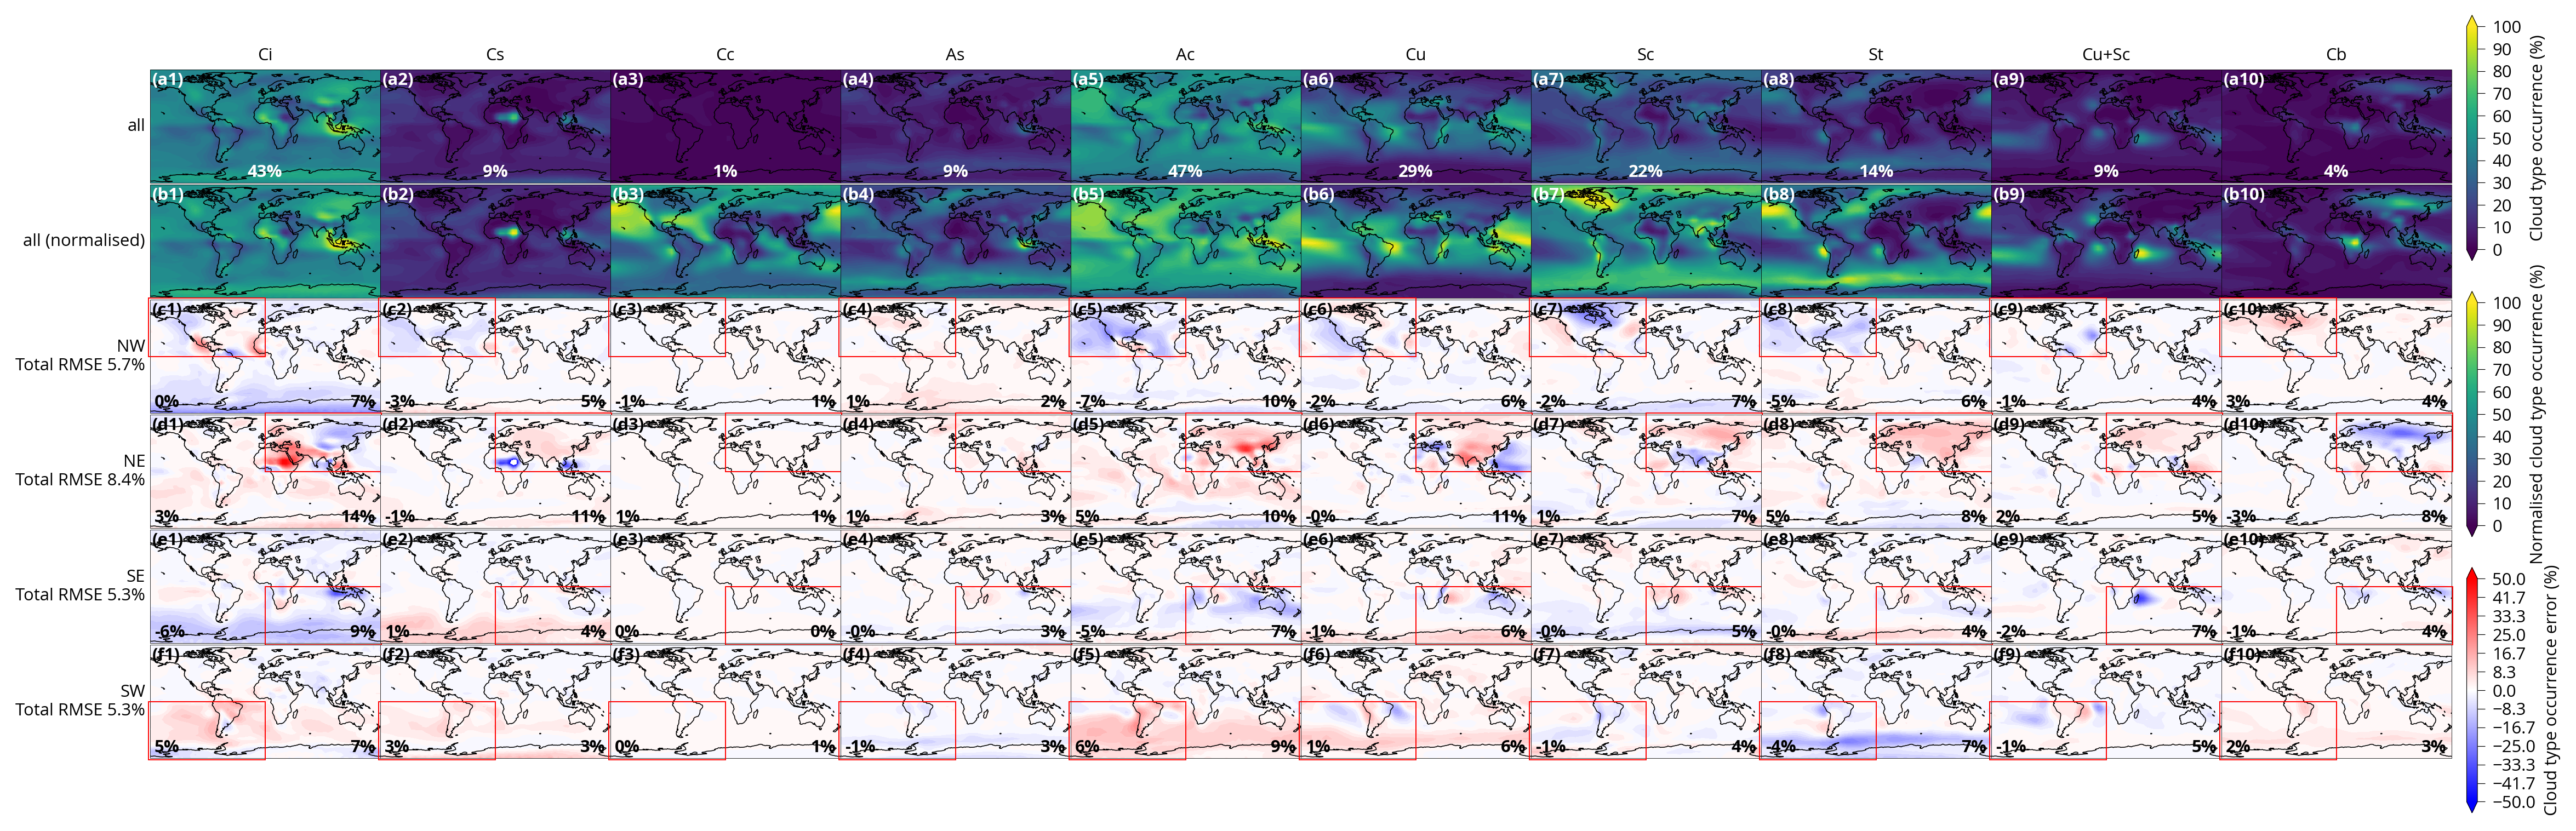 Ci Cs Cc As Ac Cu Sc St Cu+Sc Cb
all
(a1) (a2) (a3) (a4) (a5) (a6) (a7) (a8) (a9) (a10)
43% 9% 1% 9% 47% 29% 22% 14% 9% 4%
all (normalised)
(b1) (b2) (b3) (b4) (b5) (b6) (b7) (b8) (b9) (b10)
(c1) (c2) (c3) (c4) (c5) (c6) (c7) (c8) (c9) (c10)
NW
Total RMSE 5.7%
0% 7% -3% 5% -1% 1% 1% 2% -7% 10% -2% 6% -2% 7% -5% 6% -1% 4% 3% 4%
(d1) (d2) (d3) (d4) (d5) (d6) (d7) (d8) (d9) (d10)
NE
Total RMSE 8.4%
3% 14% -1% 11% 1% 1% 1% 3% 5% 10% -0% 11% 1% 7% 5% 8% 2% 5% -3% 8%
(e1) (e2) (e3) (e4) (e5) (e6) (e7) (e8) (e9) (e10)
SE
Total RMSE 5.3%
-6% 9% 1% 4% 0% 0% -0% 3% -5% 7% -1% 6% -0% 5% -0% 4% -2% 7% -1% 4%
(f1) (f2) (f3) (f4) (f5) (f6) (f7) (f8) (f9) (f10)
SW
Total RMSE 5.3%
5% 7% 3% 3% 0% 1% -1% 3% 6% 9% 1% 6% -1% 4% -4% 7% -1% 5% 2% 3%
100
90
80
70
60
50
40
30
20
10
0
Cloud type occurrence (%)
100
90
80
70
60
50
40
30
20
10
0
Normalised cloud type occurrence (%)
50.0
41.7
33.3
25.0
16.7
8.3
0.0
−8.3
−16.7
−25.0
−33.3
−41.7
−50.0
Cloud type occurrence error (%)